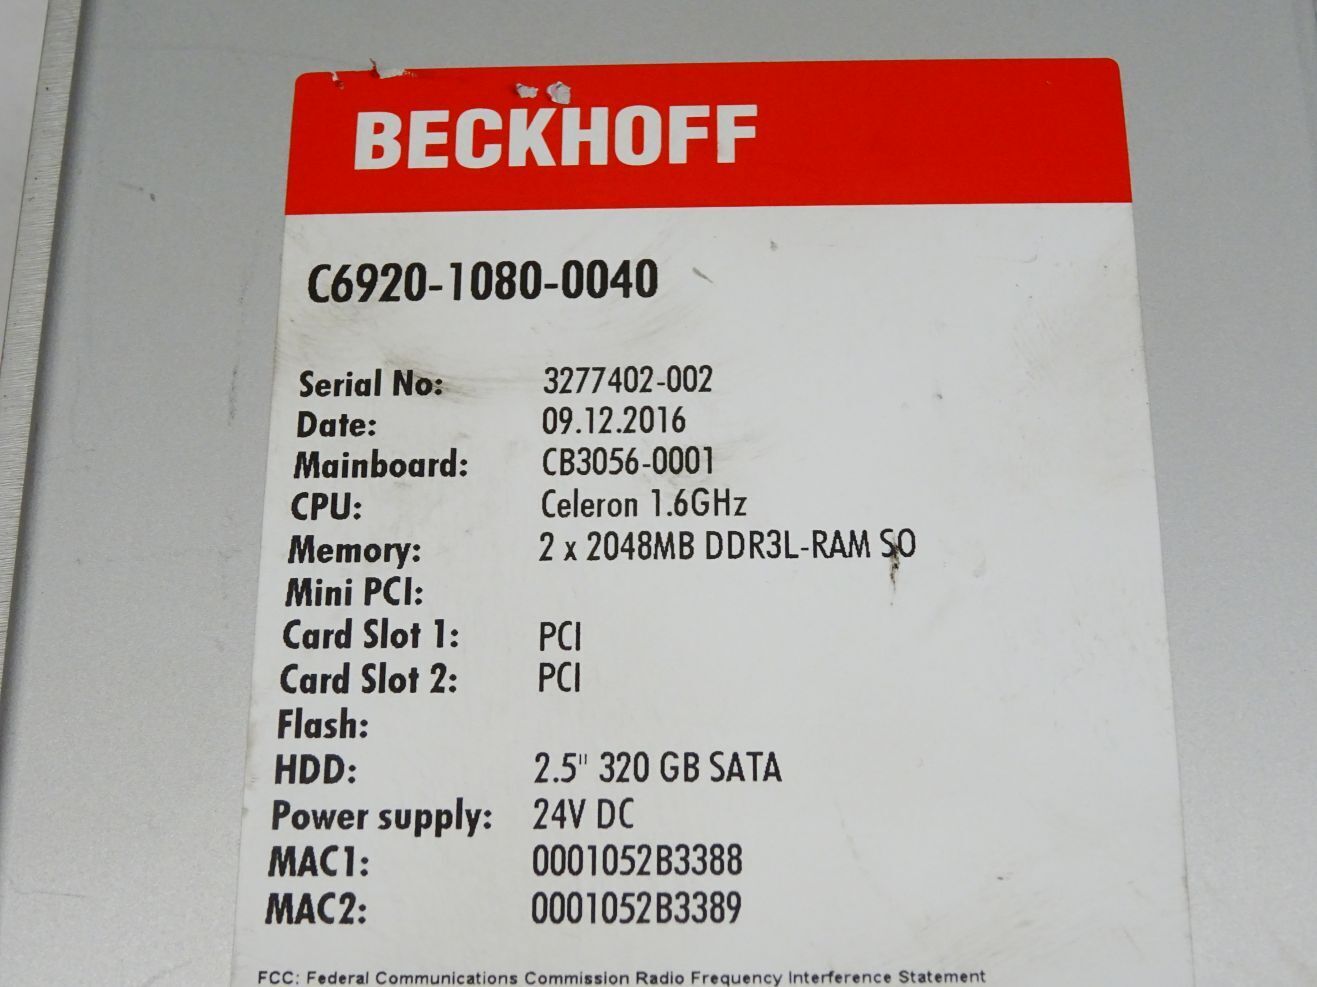 BECKHOFF
C6920-1080-0040
Serial No: 3277402-002
Date: 09.12.2016
Mainboard: CB3056-0001
CPU: Celeron 1.6GHz
Memory: 2 x 2048MB DDR3L-RAM SO
Mini PCI:
Card Slot 1: PCI
Card Slot 2: PCI
Flash:
HDD: 2.5" 320 GB SATA
Power supply: 24V DC
MAC1: 0001052B3388
MAC2: 0001052B3389
FCC: Federal Communications Commission Radio Frequency Interference Statement